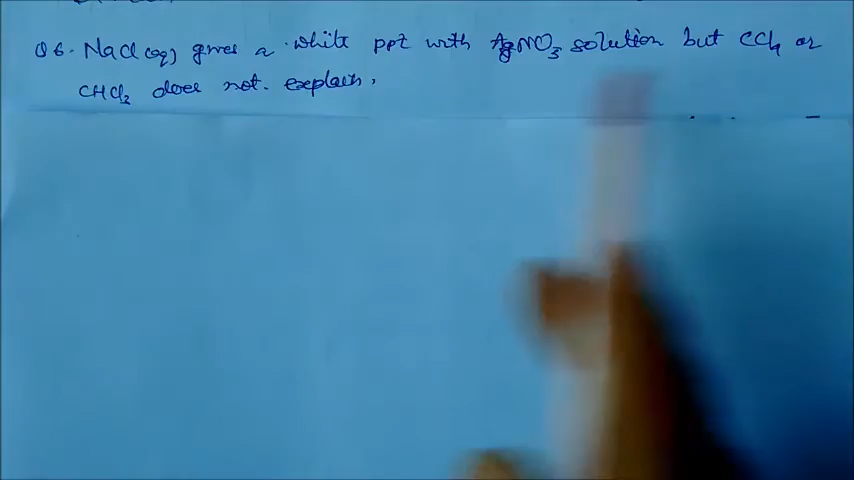 Q6. NaCl(aq) gives a white ppt with AgNO3 solution but CCl4 or
CHCl3 does not. explain.